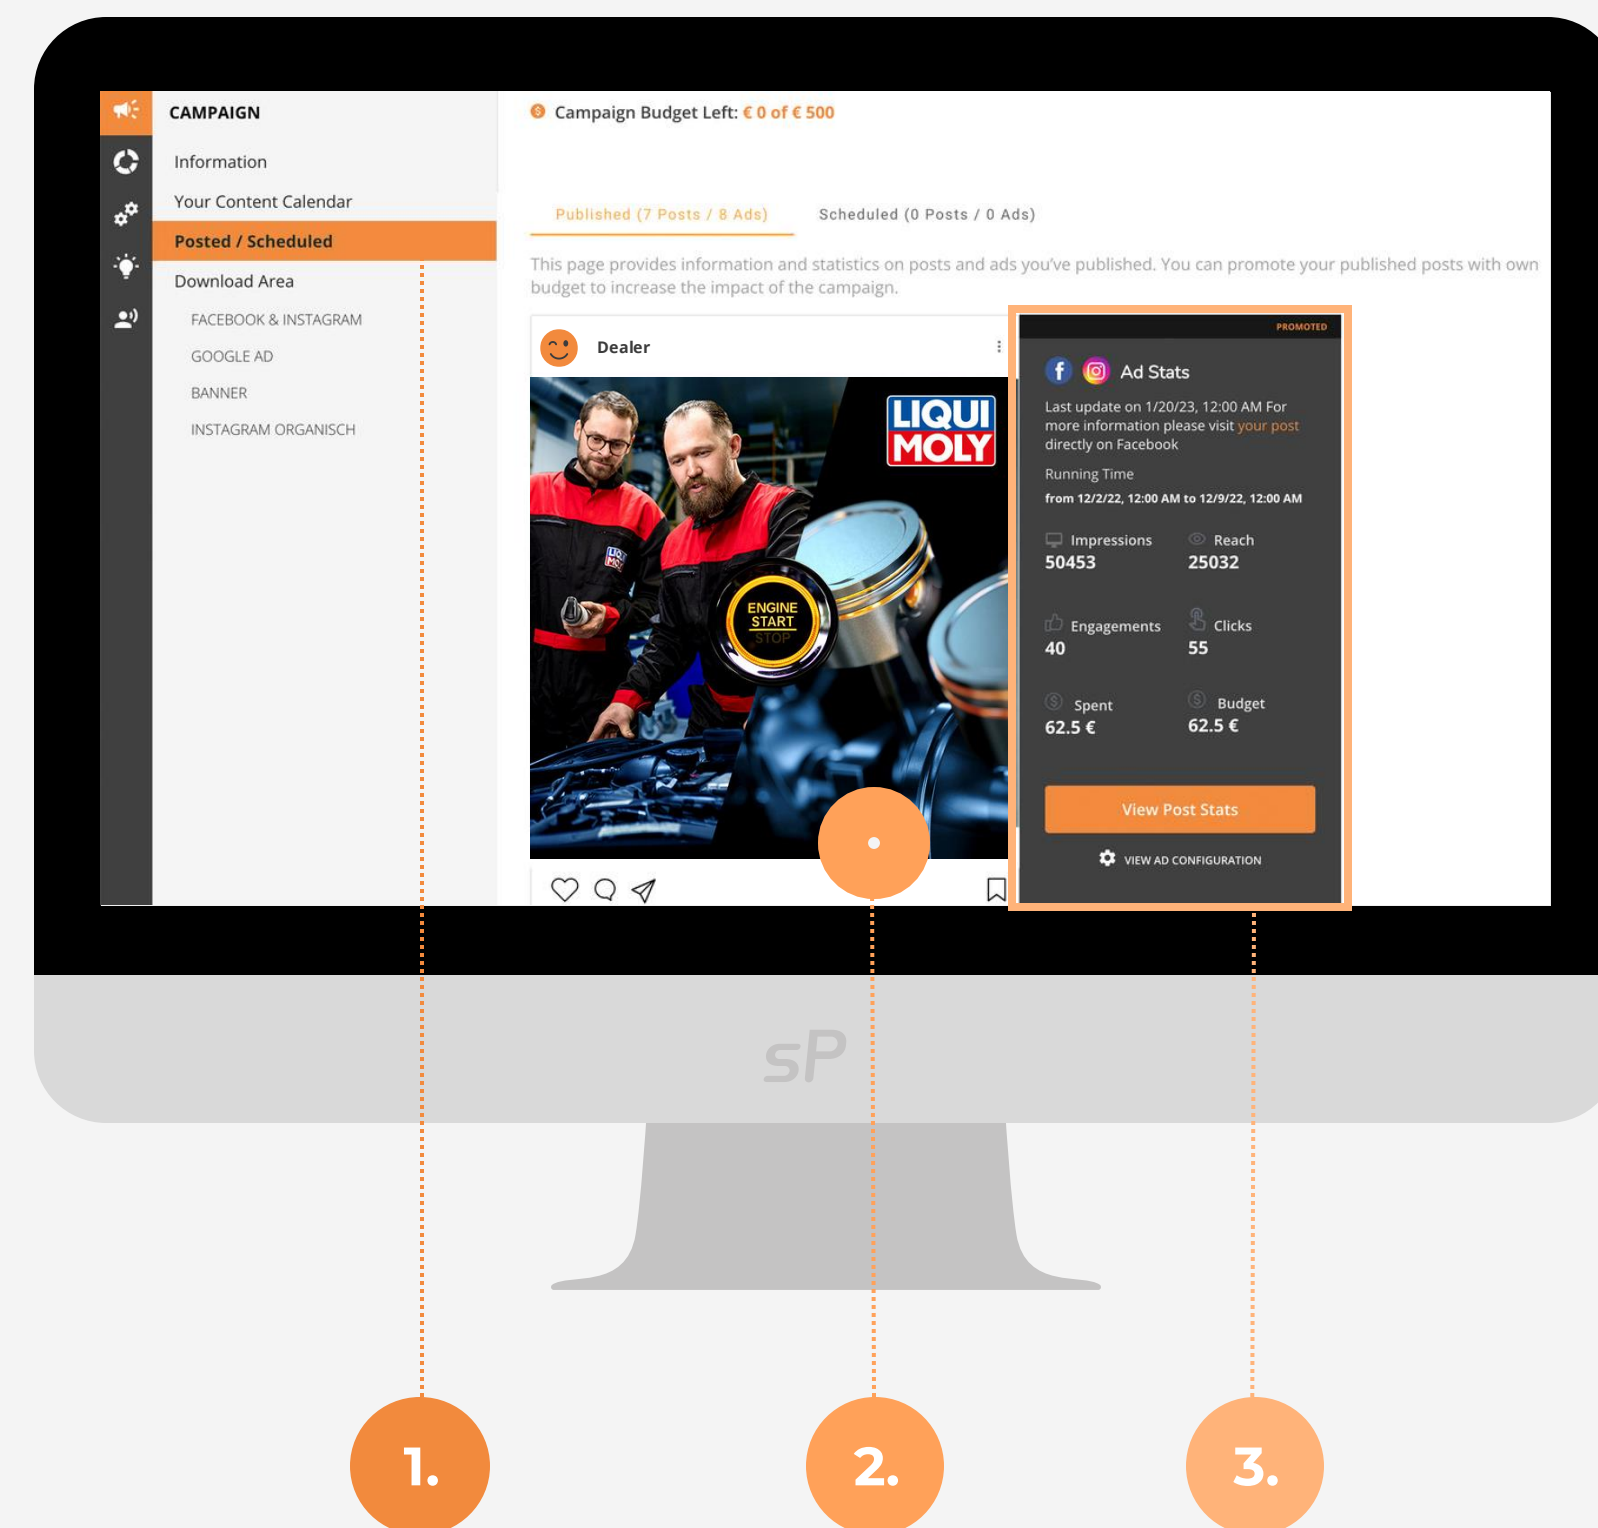 CAMPAIGN
Information
Your Content Calendar
Posted / Scheduled
Download Area
FACEBOOK & INSTAGRAM
GOOGLE AD
BANNER
INSTAGRAM ORGANISCH
Campaign Budget Left: € 0 of € 500
Published (7 Posts / 8 Ads)
Scheduled (0 Posts / 0 Ads)
This page provides information and statistics on posts and ads you've published. You can promote your published posts with own
budget to increase the impact of the campaign.
Dealer
LIQUI
MOLY
LIQUI
MOLY
ENGINE
START
STOP
PROMOTED
Ad Stats
Last update on 1/20/23, 12:00 AM For
more information please visit your post
directly on Facebook
Running Time
from 12/2/22, 12:00 AM to 12/9/22, 12:00 AM
Impressions
50453
Reach
25032
Engagements
40
Clicks
55
Spent
62.5 €
Budget
62.5 €
View Post Stats
VIEW AD CONFIGURATION
sP
1.
2.
3.